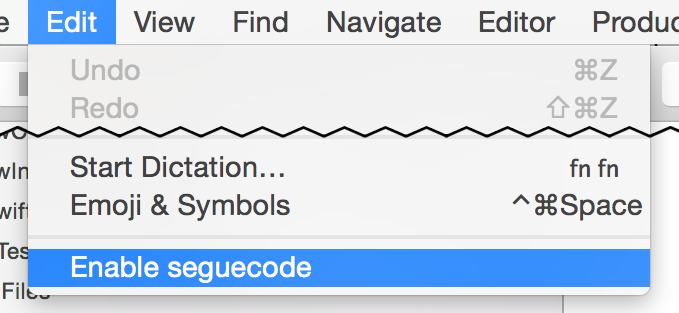 e Edit View Find Navigate Editor Produc
Undo ⌘Z
Redo ⇧⌘Z
Start Dictation... fn fn
wIn
Emoji & Symbols ^⌘Space
wift
Tes
Enable seguecode
Files